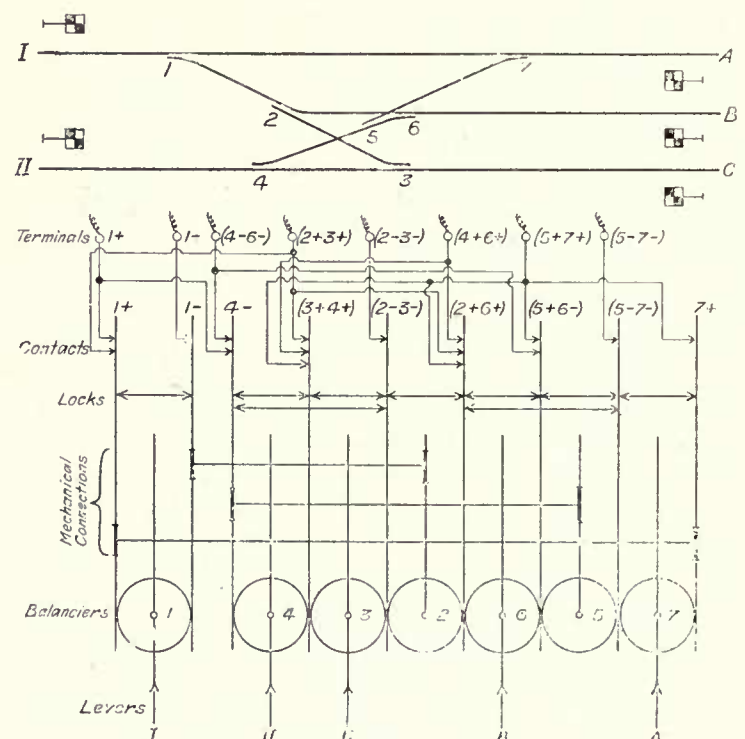 I A
1 7
2 5 6 B
II 4 3 C
Terminals 1+ 1- (4-6-) (2+3+) (2-3-) (4+6+) (5+7+) (5-7-)
1+ 1- 4- (3+4+) (2-3-) (2+6+) (5+6-) (5-7-) 7+
Contacts
Locks
Mechanical
Connections
Balanciers 1 4 3 2 6 5 7
Levers
I II C B A